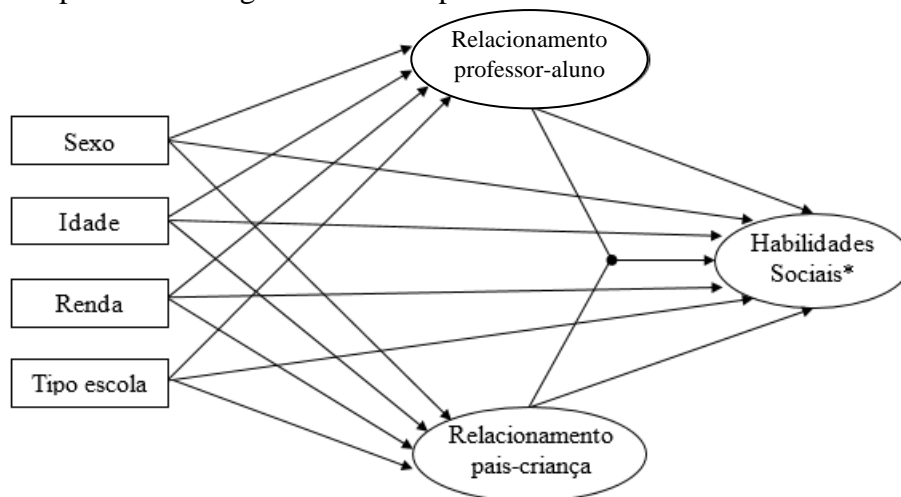 Relacionamento
professor-aluno
Sexo
Idade
Renda
Tipo escola
Habilidades
Sociais*
Relacionamento
pais-criança